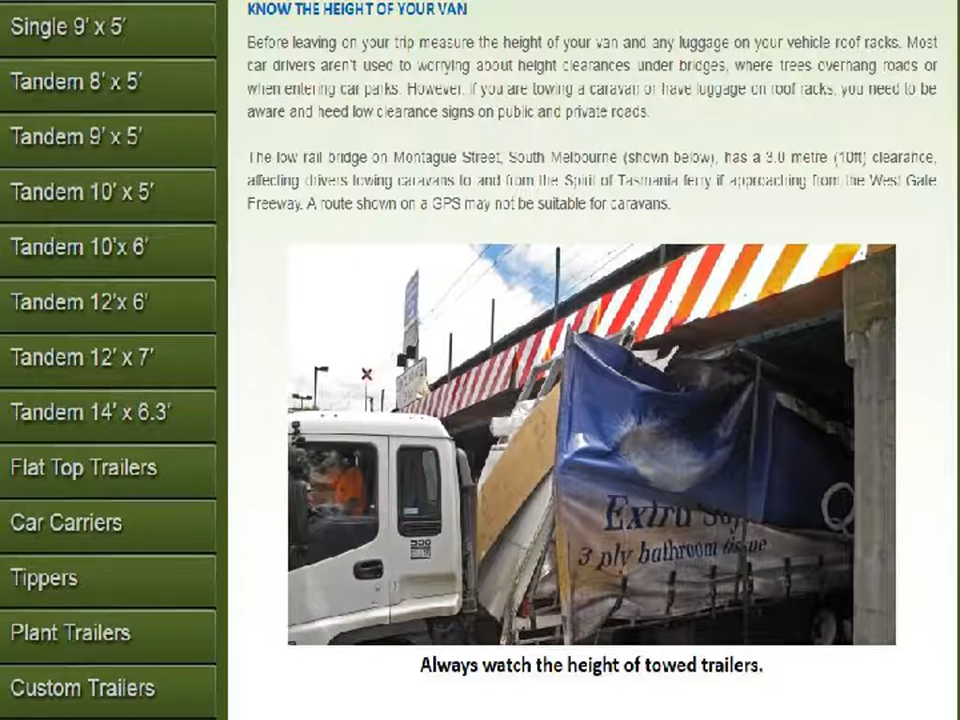 Single 9' x 5'
Tandem 8' x 5'
Tandem 9' x 5'
Tandem 10' x 5'
Tandem 10'x 6'
Tandem 12'x 6'
Tandem 12' x 7'
Tandem 14' x 6.3'
Flat Top Trailers
Car Carriers
Tippers
Plant Trailers
Custom Trailers
KNOW THE HEIGHT OF YOUR VAN
Before leaving on your trip measure the height of your van and any luggage on your vehicle roof racks. Most
car drivers aren't used to worrying about height clearances under bridges, where trees overhang roads or
when entering car parks. However, if you are towing a caravan or have luggage on roof racks, you need to be
aware and heed low clearance signs on public and private roads.
The low rail bridge on Montague Street, South Melbourne (shown below), has a 3.0 metre (10ft) clearance,
affecting drivers towing caravans to and from the Spirit of Tasmania ferry if approaching from the West Gate
Freeway. A route shown on a GPS may not be suitable for caravans.
Extra
3 ply bathroom tissue
Always watch the height of towed trailers.